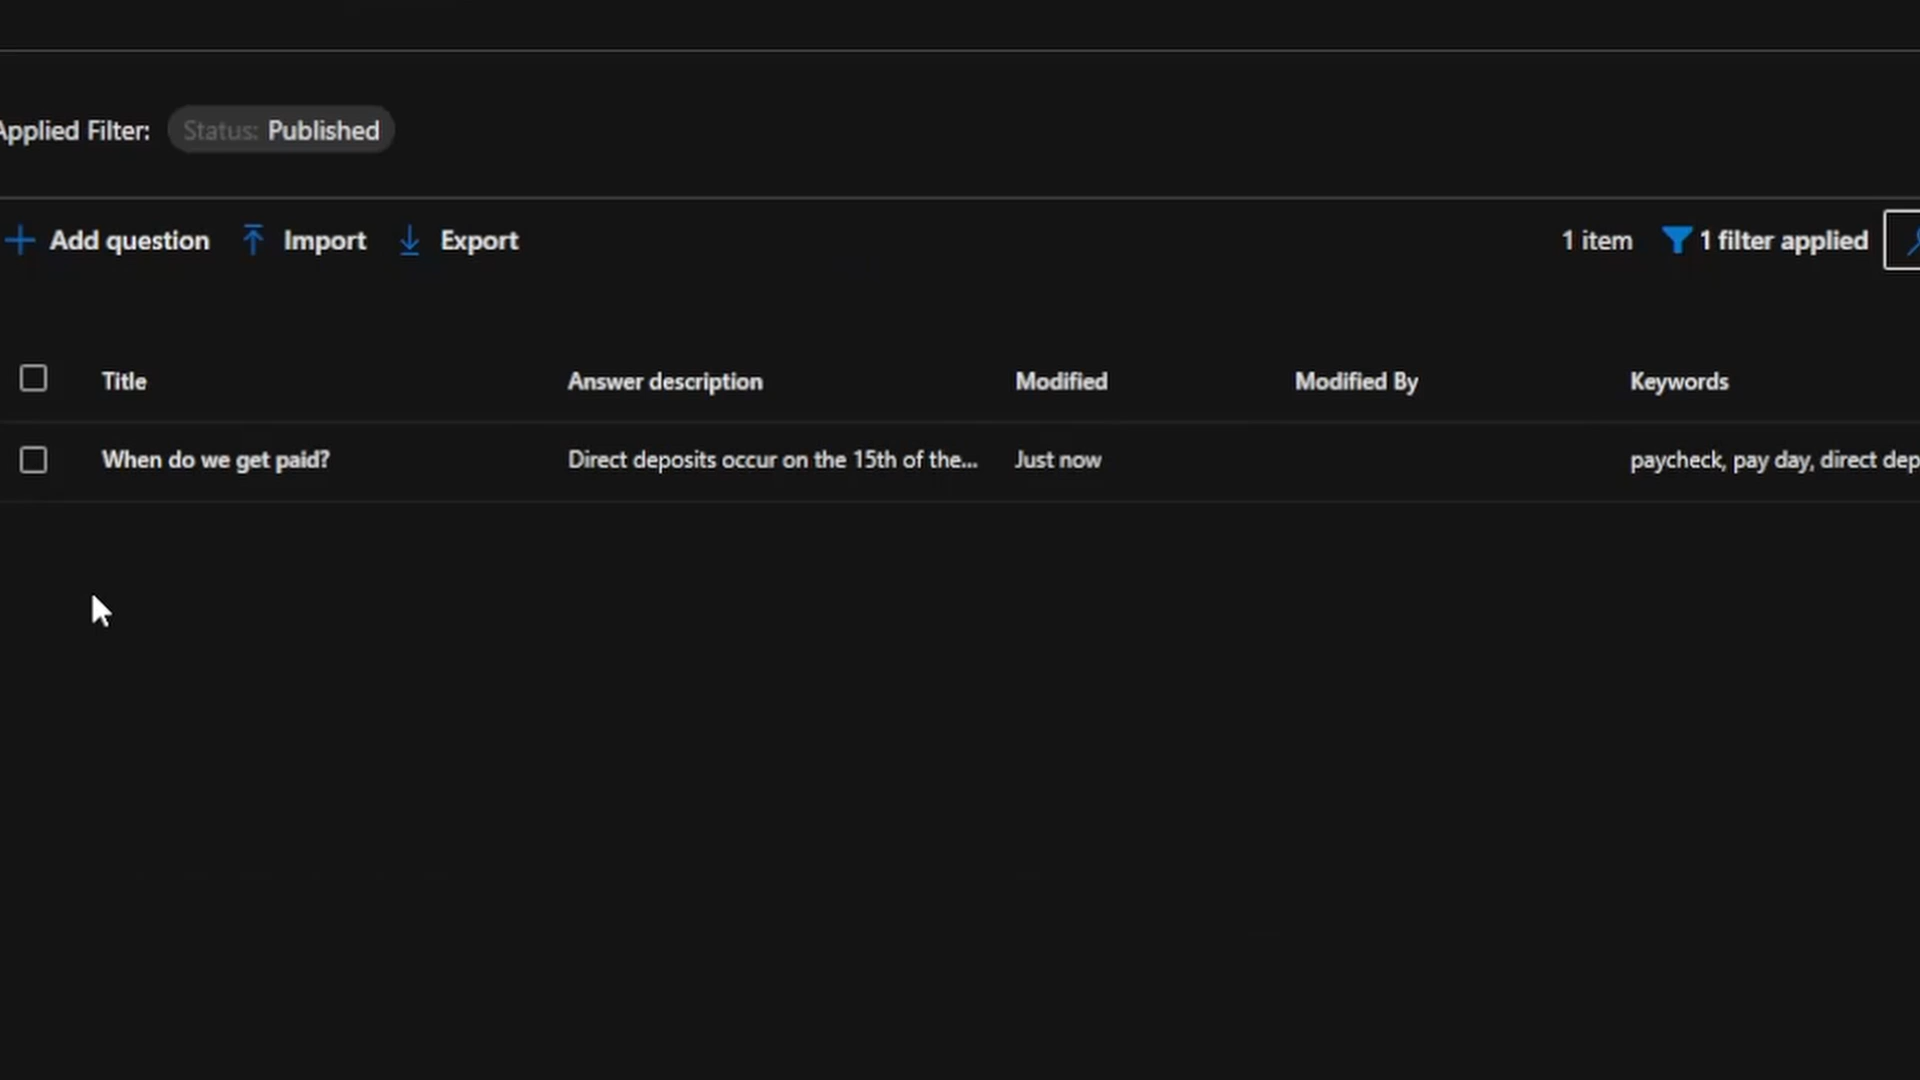 Applied Filter: Status: Published
Add question Import Export 1 item 1 filter applied
Title Answer description Modified Modified By Keywords
When do we get paid? Direct deposits occur on the 15th of the... Just now paycheck, pay day, direct dep